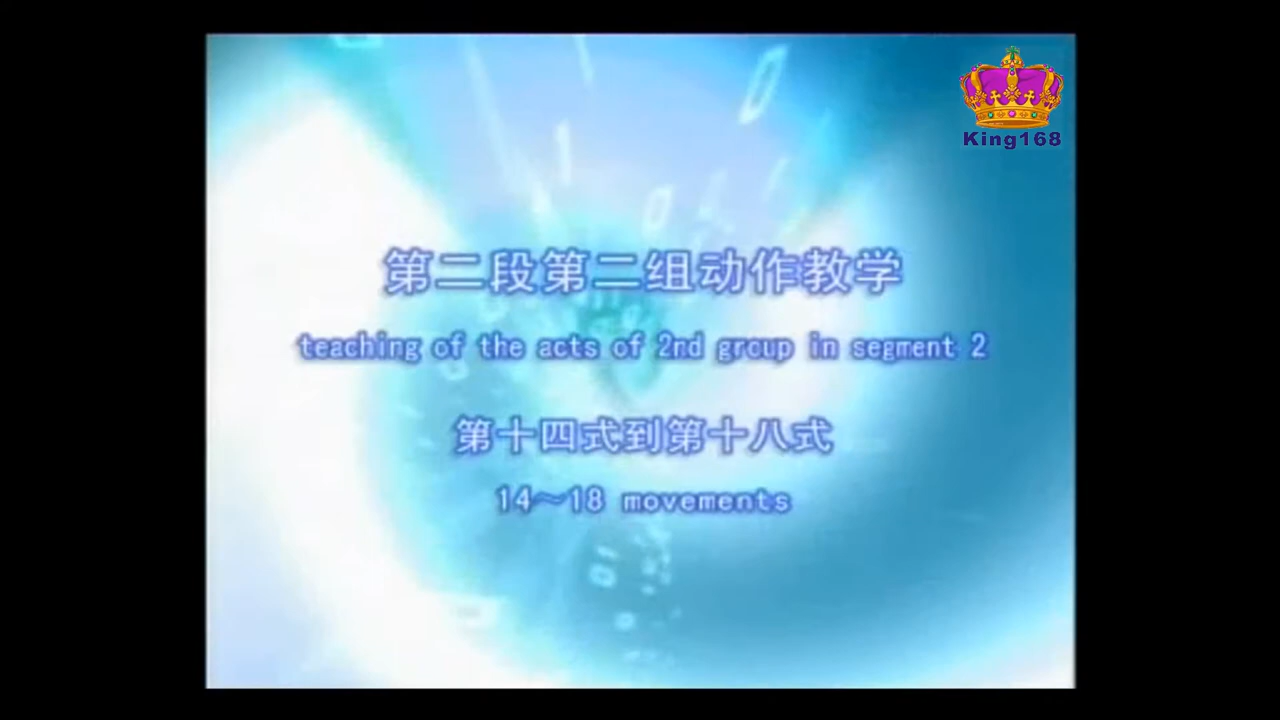 King168
第二段第二组动作教学
teaching of the acts of 2nd group in segment 2
第十四式到第十八式
14～18 movements